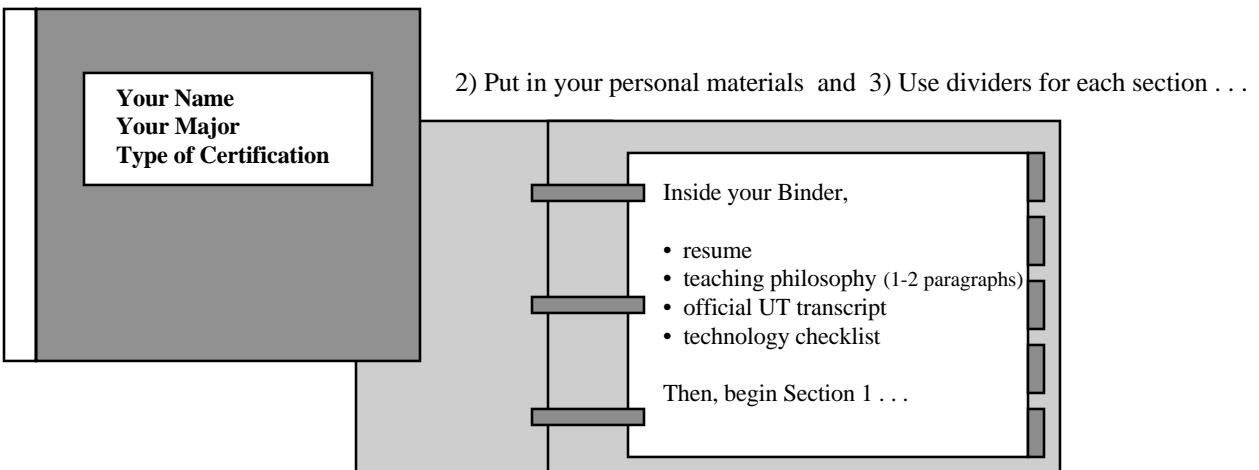 2) Put in your personal materials and 3) Use dividers for each section . . .
Your Name
Your Major
Type of Certification
Inside your Binder,
• resume
• teaching philosophy (1-2 paragraphs)
• official UT transcript
• technology checklist
Then, begin Section 1 . . .